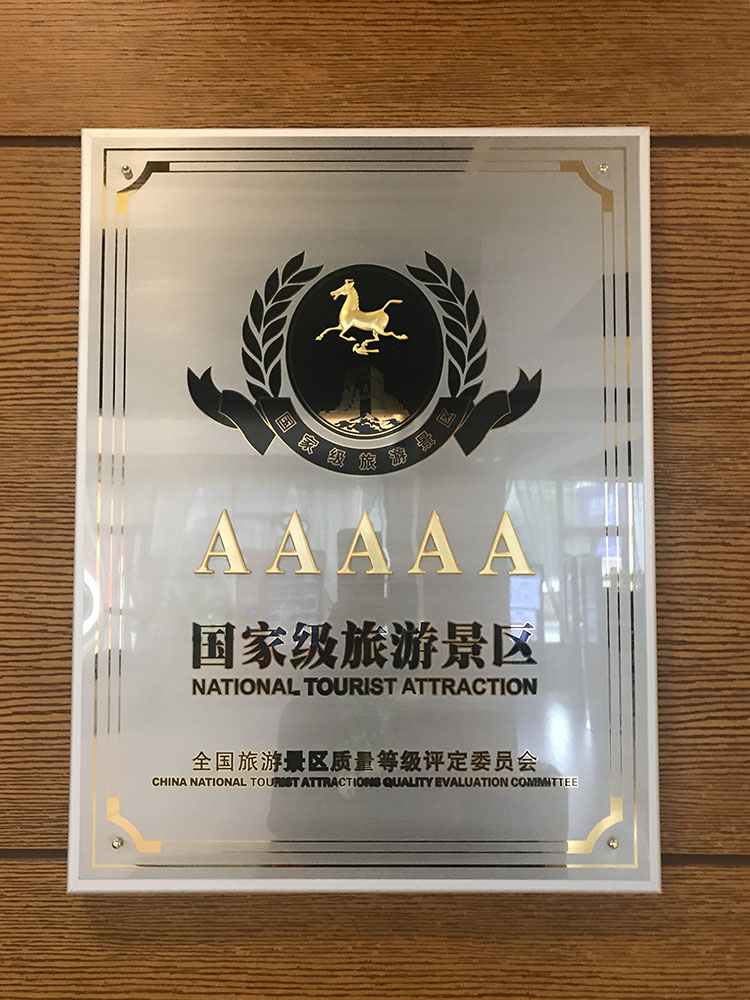 国家级旅游景区
AAAAA
国家级旅游景区
NATIONAL TOURIST ATTRACTION
全国旅游景区质量等级评定委员会
CHINA NATIONAL TOURIST ATTRACTIONS QUALITY EVALUATION COMMITTEE